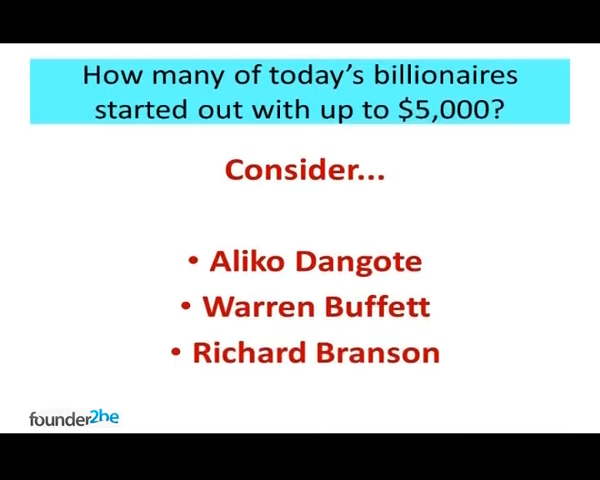 How many of today's billionaires
started out with up to $5,000?
Consider...
• Aliko Dangote
• Warren Buffett
• Richard Branson
founder2be